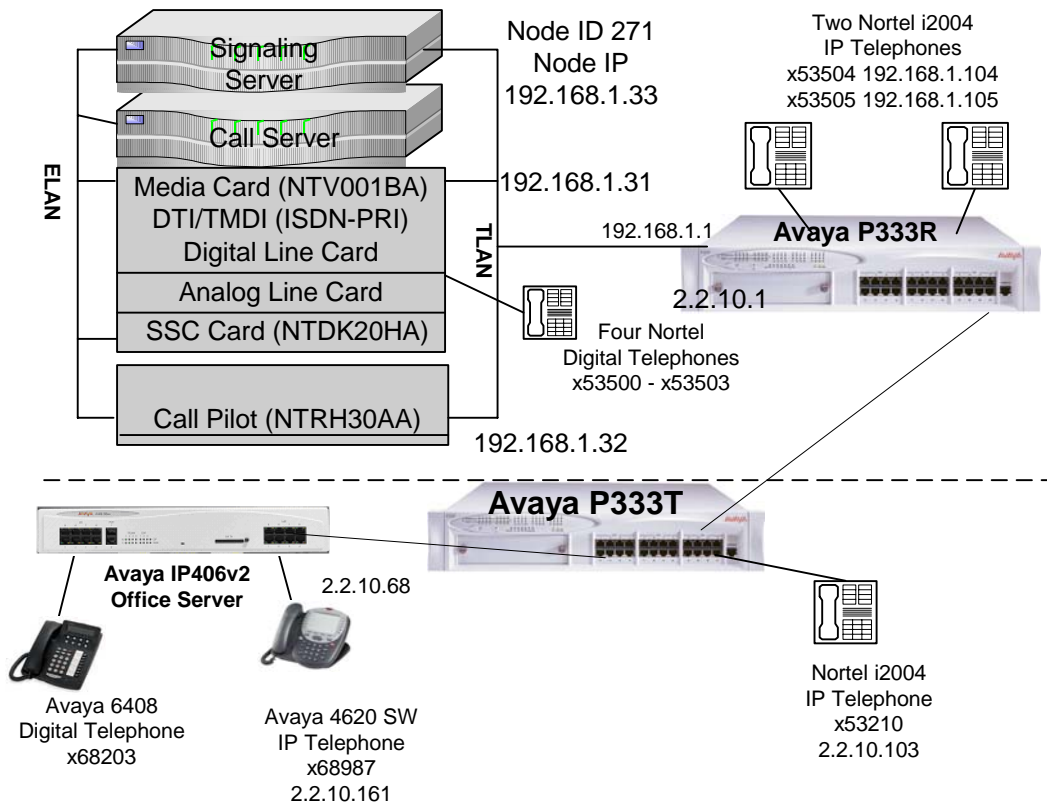 Signaling
Server
Call Server
Node ID 271
Node IP
192.168.1.33
Two Nortel i2004
IP Telephones
x53504 192.168.1.104
x53505 192.168.1.105
ELAN
Media Card (NTV001BA)
DTI/TMDI (ISDN-PRI)
Digital Line Card
Analog Line Card
SSC Card (NTDK20HA)
Call Pilot (NTRH30AA)
TLAN
192.168.1.31
192.168.1.1
Avaya P333R
AVAYA
2.2.10.1
Four Nortel
Digital Telephones
x53500 - x53503
192.168.1.32
Avaya P333T
AVAYA
Avaya IP406v2
Office Server
2.2.10.68
Avaya 6408
Digital Telephone
x68203
Avaya 4620 SW
IP Telephone
x68987
2.2.10.161
Nortel i2004
IP Telephone
x53210
2.2.10.103